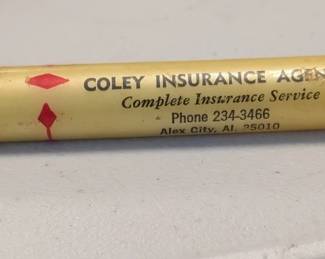 COLEY INSURANCE AGEN
Complete Insurance Service
Phone 234-3466
Alex City, Al. 35010